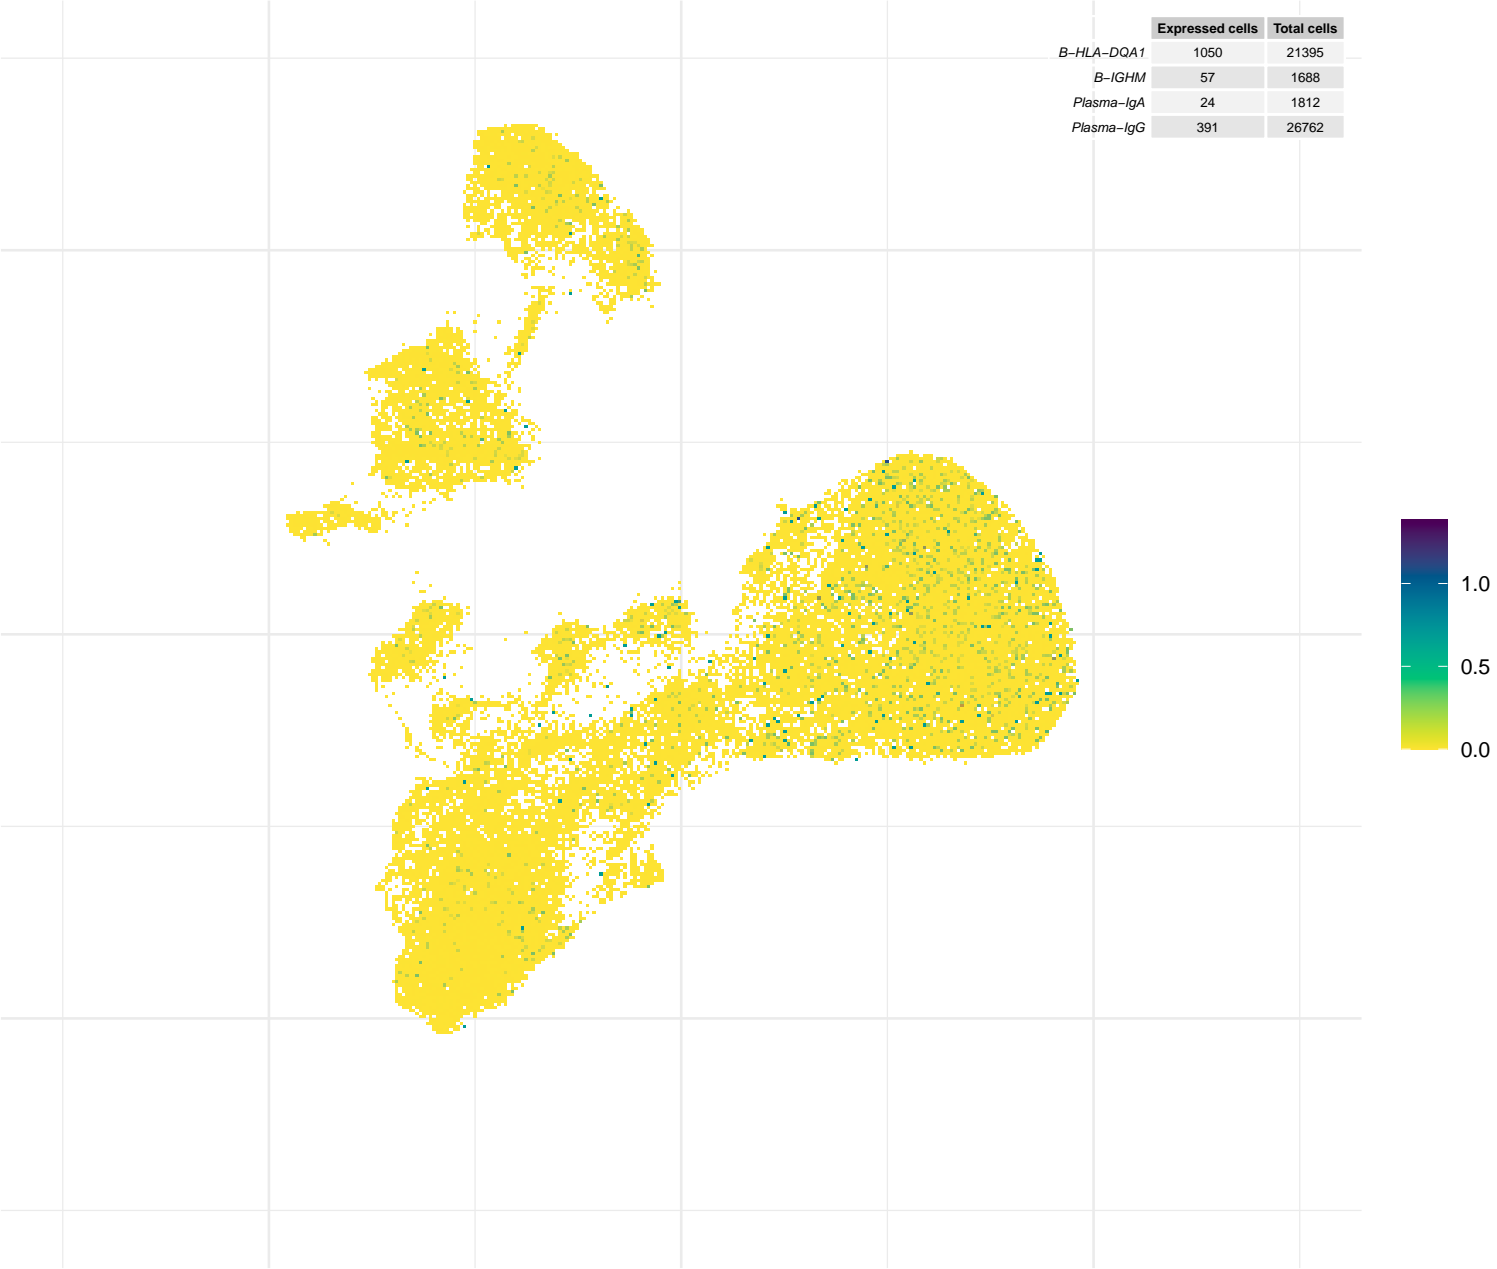 Expressed cells Total cells
B−HLA−DQA1 1050 21395
B−IGHM 57 1688
Plasma−IgA 24 1812
Plasma−IgG 391 26762
1.0
0.5
0.0